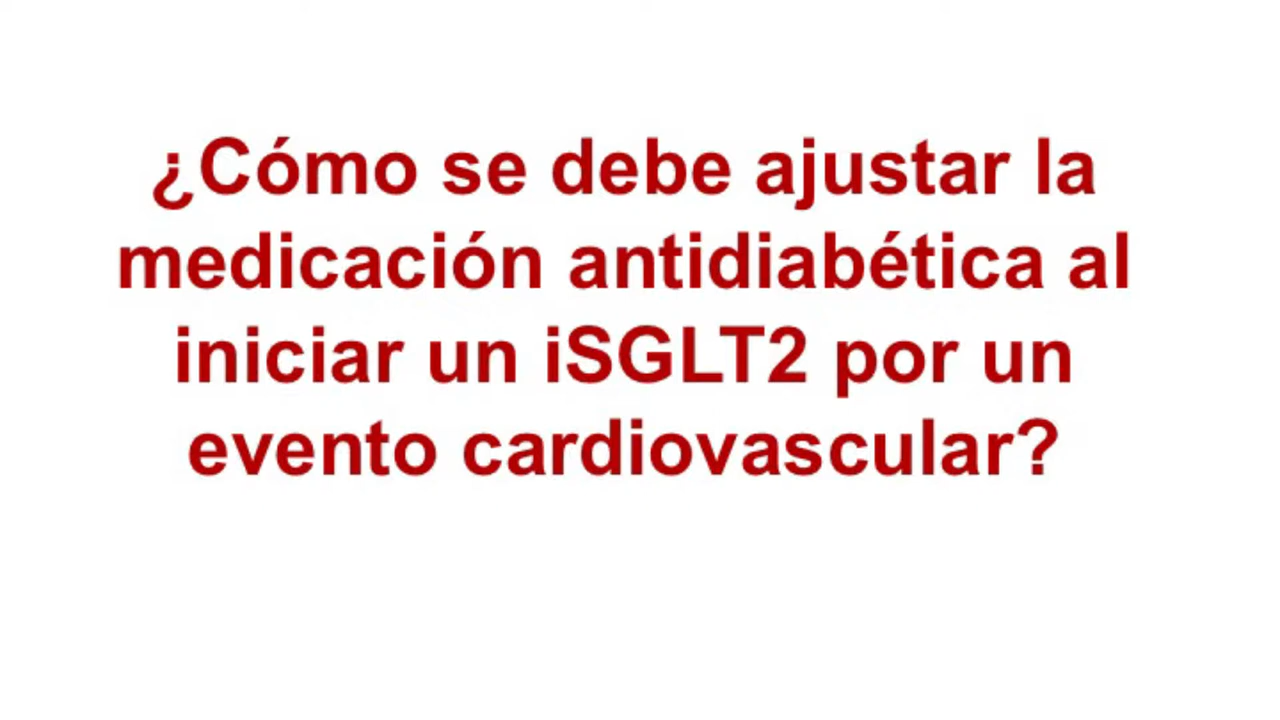 ¿Cómo se debe ajustar la
medicación antidiabética al
iniciar un iSGLT2 por un
evento cardiovascular?